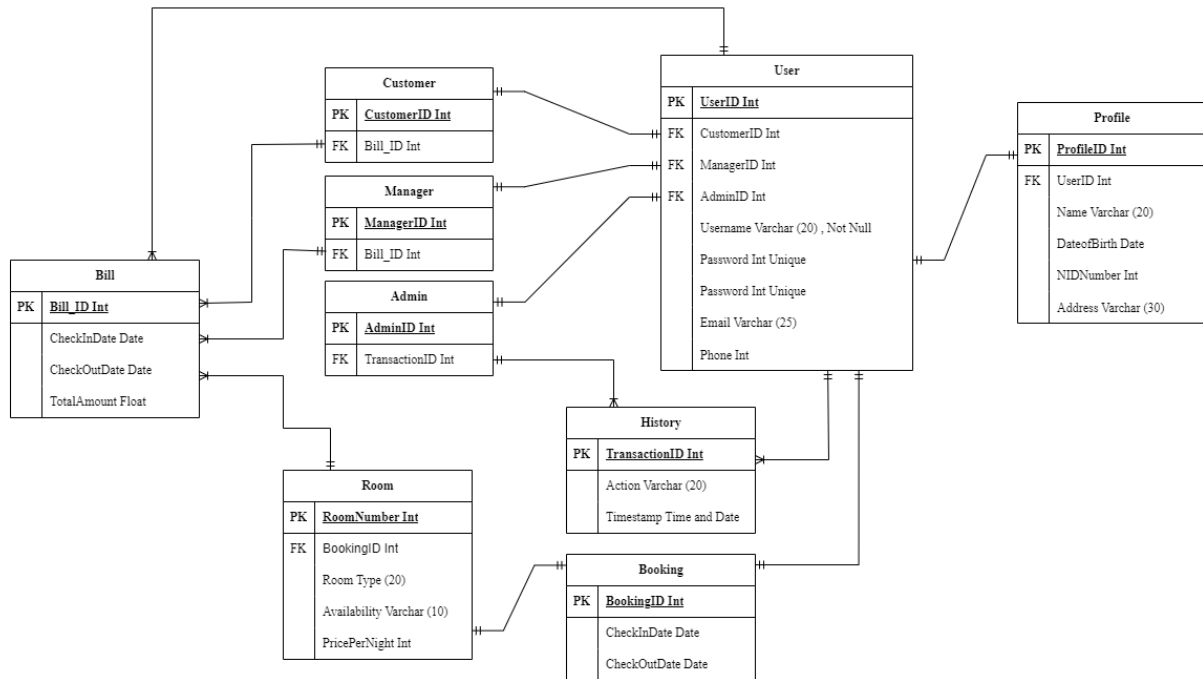 Customer
PK CustomerID Int
FK Bill_ID Int
Manager
PK ManagerID Int
FK Bill_ID Int
Admin
PK AdminID Int
FK TransactionID Int
User
PK UserID Int
FK CustomerID Int
FK ManagerID Int
FK AdminID Int
Username Varchar (20) , Not Null
Password Int Unique
Password Int Unique
Email Varchar (25)
Phone Int
Profile
PK ProfileID Int
FK UserID Int
Name Varchar (20)
DateofBirth Date
NIDNumber Int
Address Varchar (30)
Bill
PK Bill_ID Int
CheckInDate Date
CheckOutDate Date
TotalAmount Float
History
PK TransactionID Int
Action Varchar (20)
Timestamp Time and Date
Room
PK RoomNumber Int
FK BookingID Int
Room Type (20)
Availability Varchar (10)
PricePerNight Int
Booking
PK BookingID Int
CheckInDate Date
CheckOutDate Date